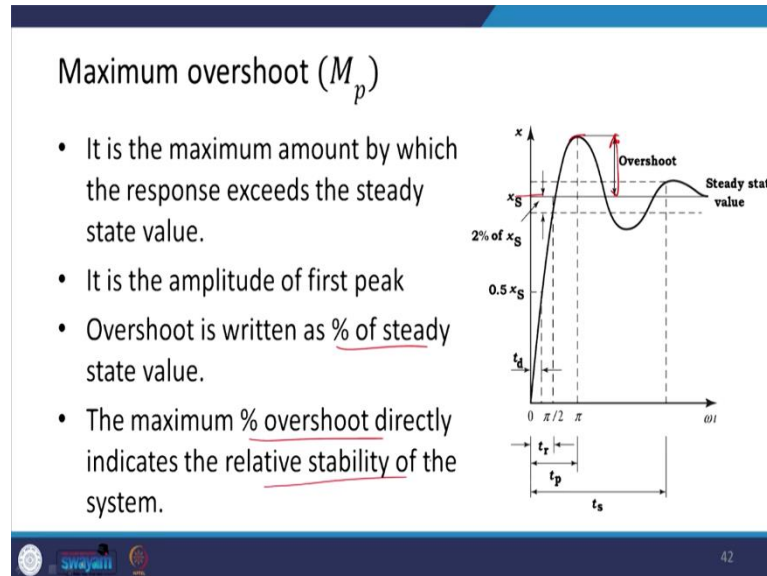 Maximum overshoot (M_p)
• It is the maximum amount by which
the response exceeds the steady
state value.
• It is the amplitude of first peak
• Overshoot is written as % of steady
state value.
• The maximum % overshoot directly
indicates the relative stability of the
system.
x
Overshoot
Steady stat
value
x_S
2% of x_S
0.5 x_S
t_d
0 π/2 π ωt
t_r
t_p
t_s
swayam
42